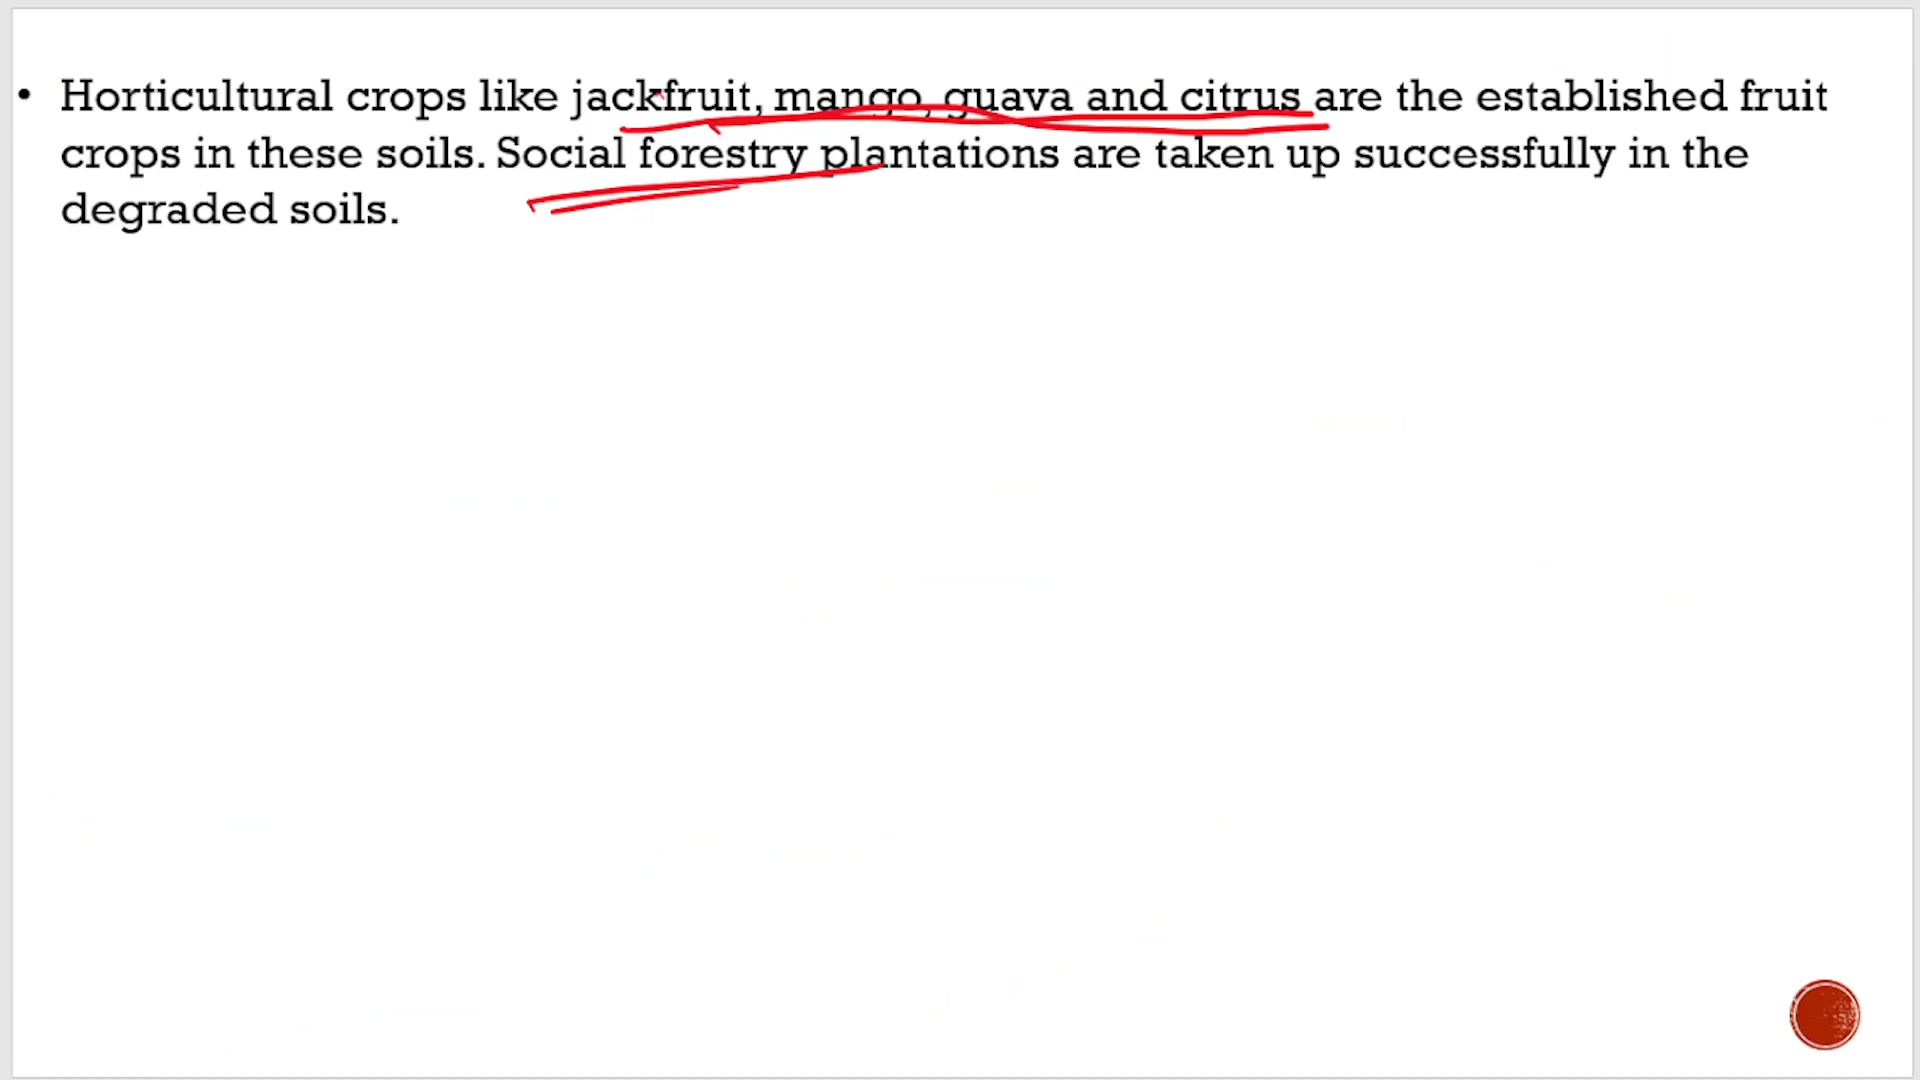 • Horticultural crops like jackfruit, mango, guava and citrus are the established fruit
crops in these soils. Social forestry plantations are taken up successfully in the
degraded soils.